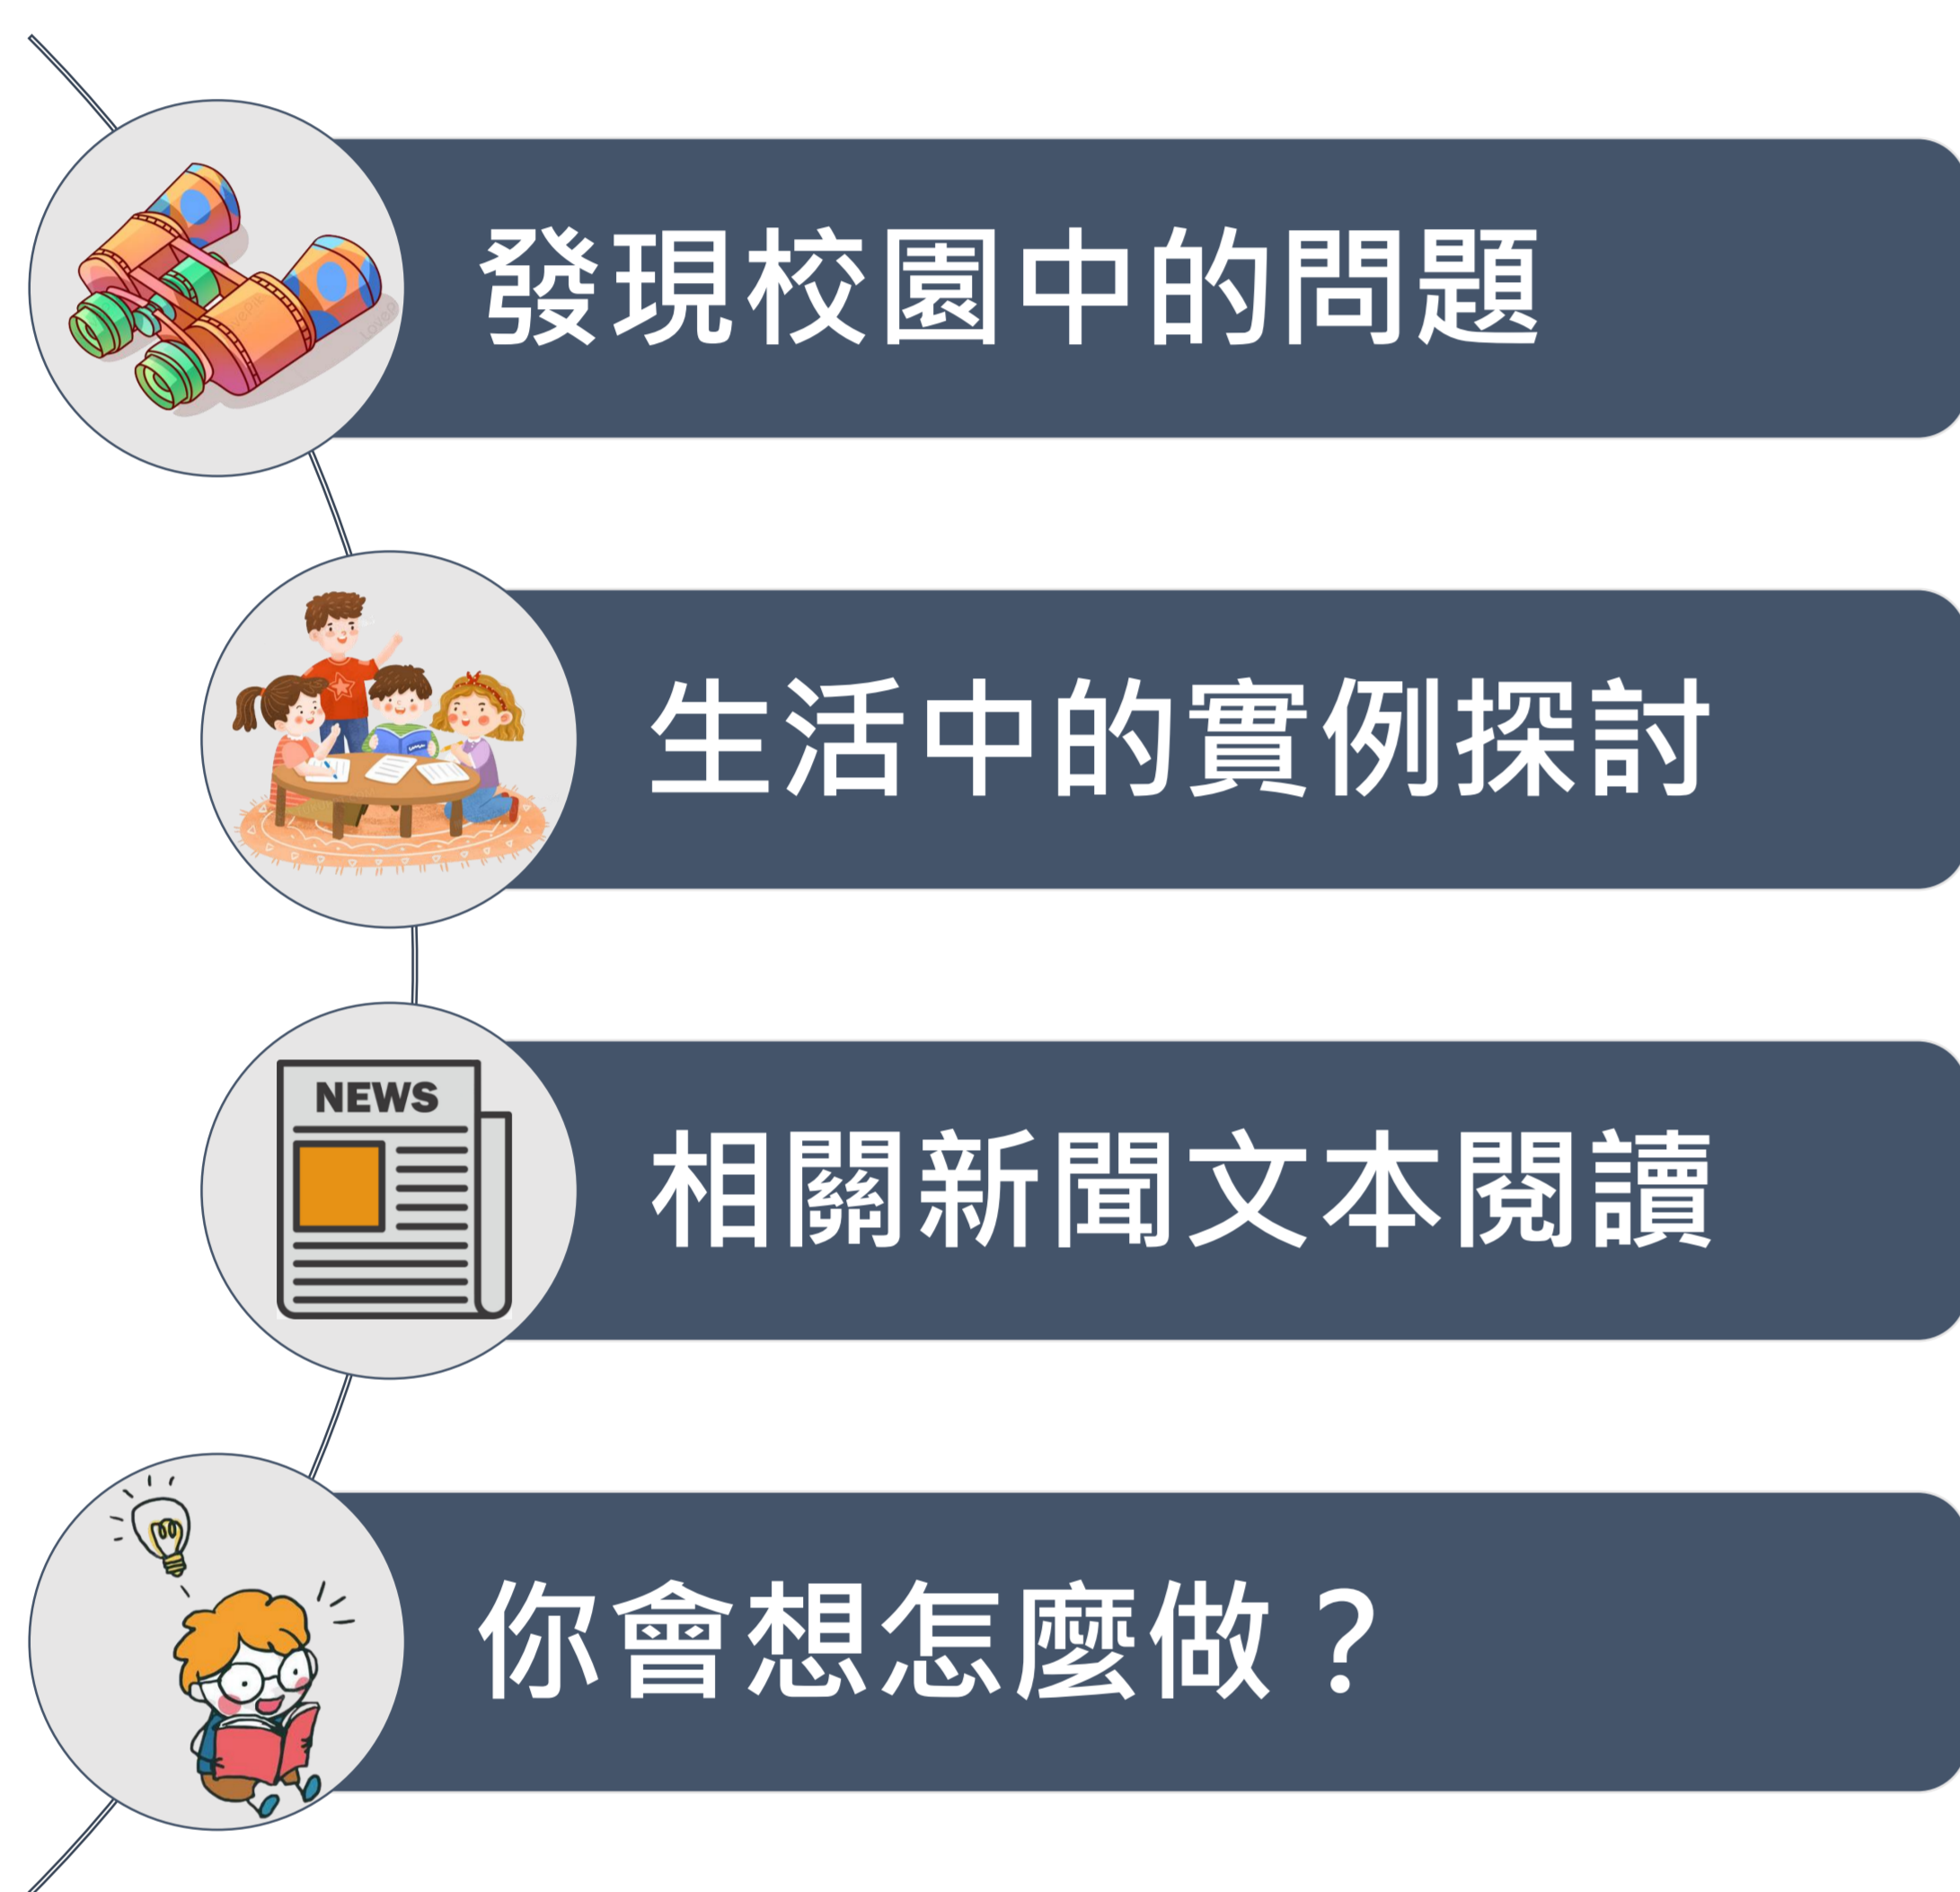 發現校園中的問題
生活中的實例探討
NEWS
相關新聞文本閱讀
你會想怎麼做？